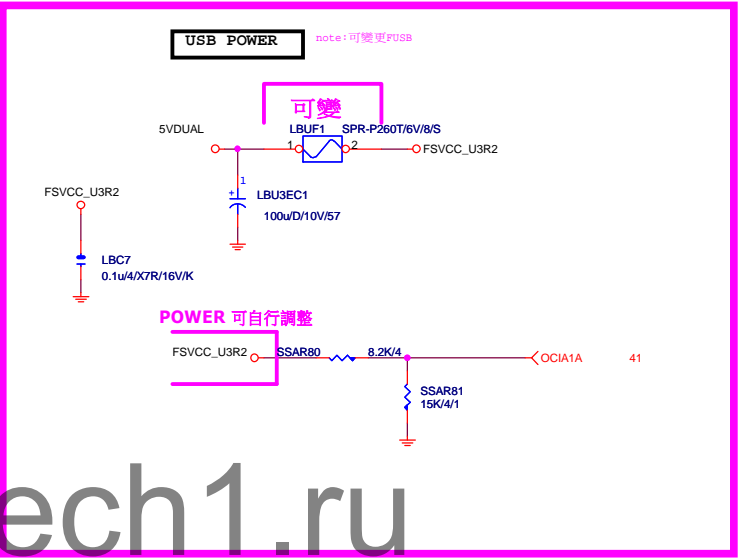 USB POWER
note:可變更FUSB
可變
5VDUAL
LBUF1
SPR-P260T/6V/8/S
1
2
FSVCC_U3R2
1
+
LBU3EC1
100u/D/10V/57
FSVCC_U3R2
LBC7
0.1u/4/X7R/16V/K
POWER 可自行調整
FSVCC_U3R2
SSAR80
8.2K/4
OCIA1A
41
SSAR81
15K/4/1
ech1.ru